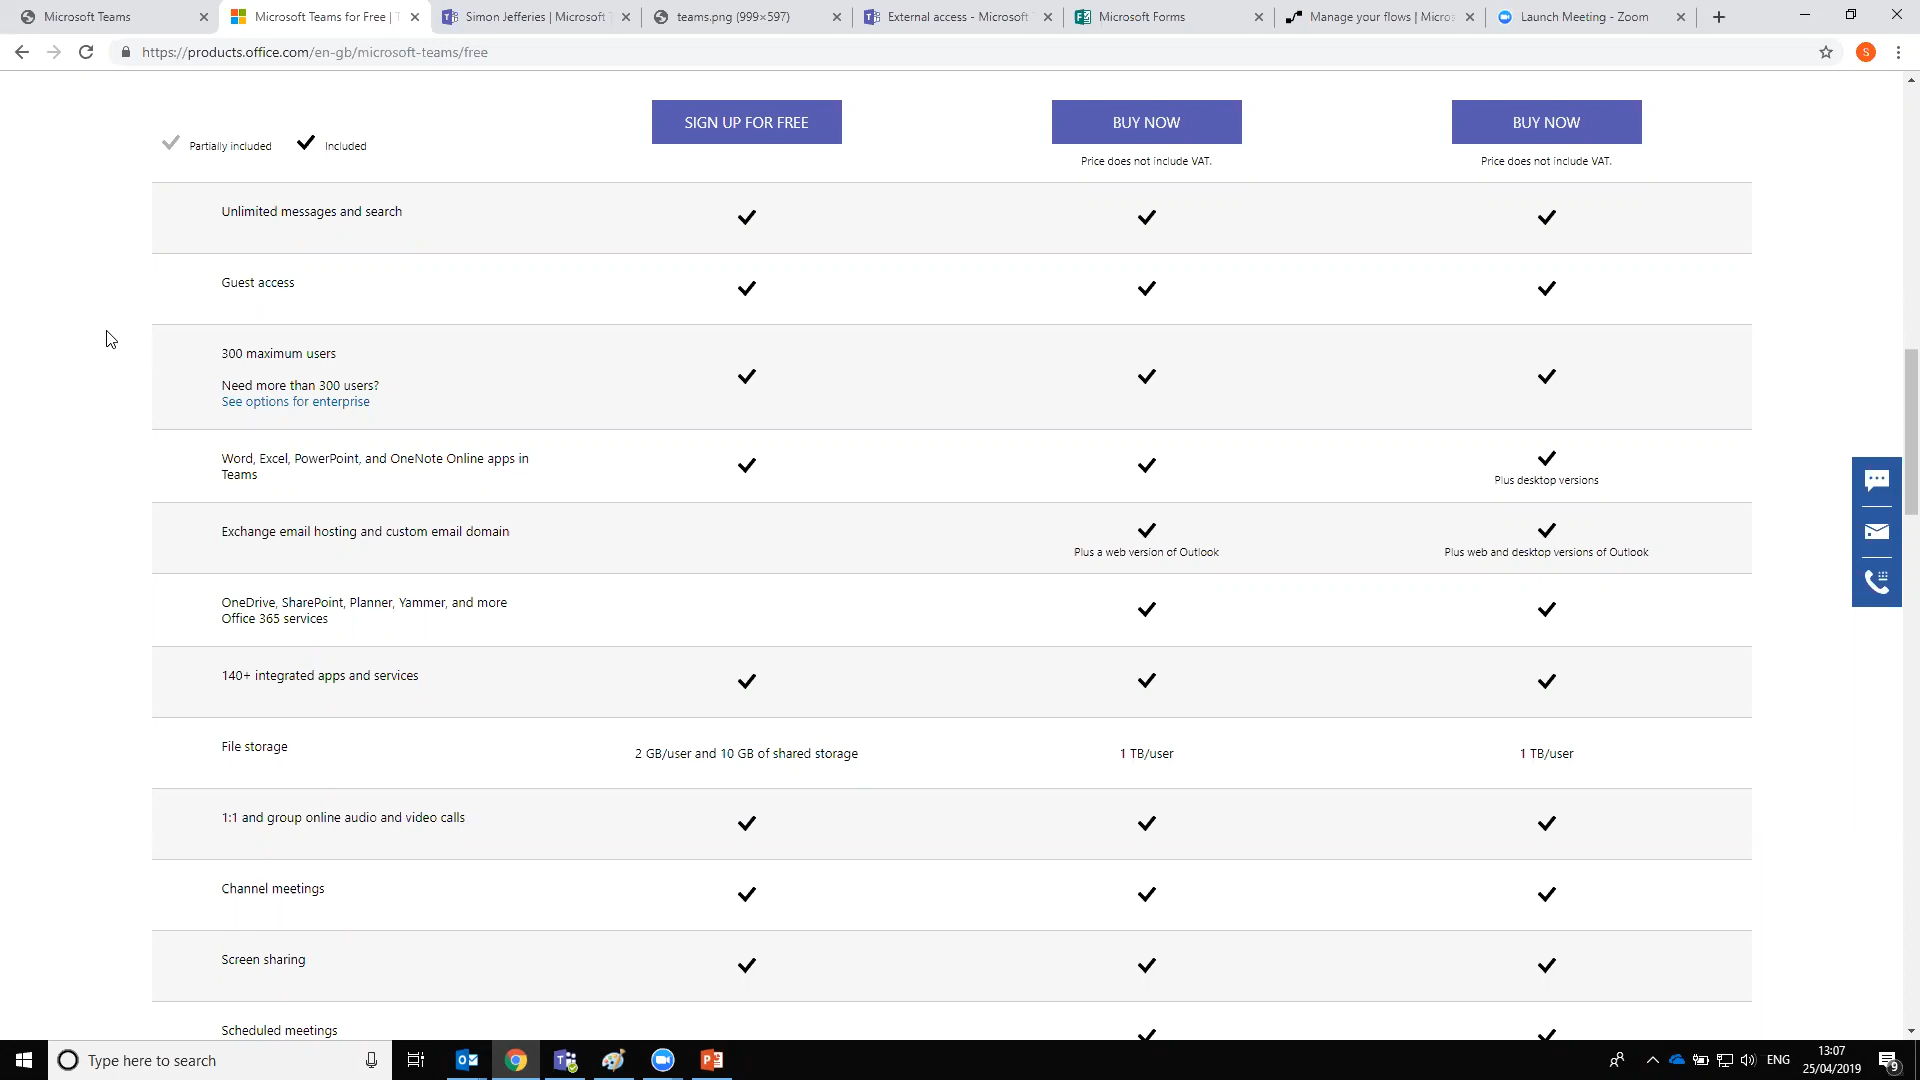 Microsoft Teams
Microsoft Teams for Free | T
Simon Jefferies | Microsoft T
teams.png (999×597)
External access - Microsoft T
Microsoft Forms
Manage your flows | Micros
Launch Meeting - Zoom
https://products.office.com/en-gb/microsoft-teams/free
S
SIGN UP FOR FREE
BUY NOW
BUY NOW
Partially included
Included
Price does not include VAT.
Price does not include VAT.
Unlimited messages and search
Guest access
300 maximum users
Need more than 300 users?
See options for enterprise
Word, Excel, PowerPoint, and OneNote Online apps in
Teams
Plus desktop versions
Exchange email hosting and custom email domain
Plus a web version of Outlook
Plus web and desktop versions of Outlook
OneDrive, SharePoint, Planner, Yammer, and more
Office 365 services
140+ integrated apps and services
File storage
2 GB/user and 10 GB of shared storage
1 TB/user
1 TB/user
1:1 and group online audio and video calls
Channel meetings
Screen sharing
Scheduled meetings
Type here to search
ENG
13:07
25/04/2019
9